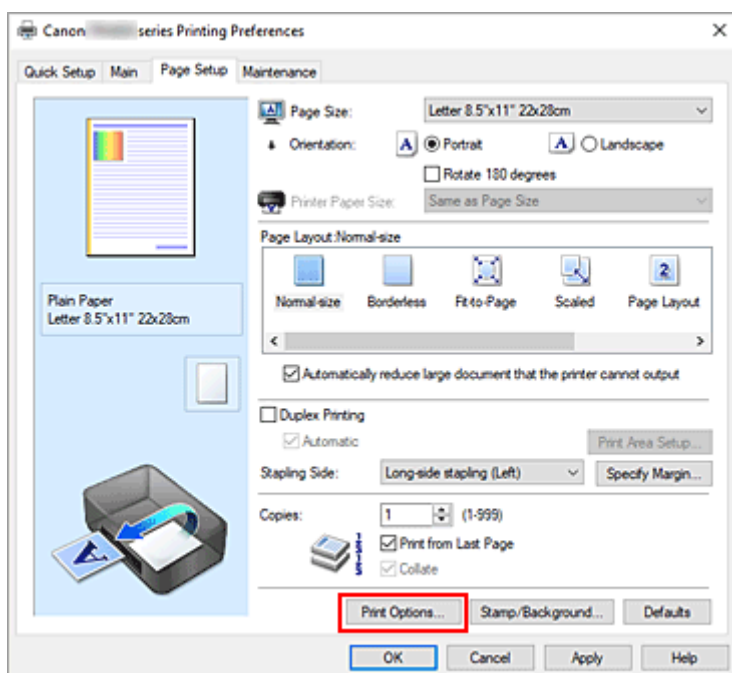 Canon series Printing Preferences
Quick Setup Main Page Setup Maintenance
Page Size: Letter 8.5"x11" 22x28cm
Orientation: A Portrait A Landscape
Rotate 180 degrees
Printer Paper Size: Same as Page Size
Page Layout:Normal-size
Normal-size Borderless Fit-to-Page Scaled Page Layout
Plain Paper
Letter 8.5"x11" 22x28cm
Automatically reduce large document that the printer cannot output
Duplex Printing
Automatic
Print Area Setup...
Stapling Side: Long-side stapling (Left) Specify Margin...
Copies: 1 (1-999)
Print from Last Page
Collate
Print Options... Stamp/Background... Defaults
OK Cancel Apply Help